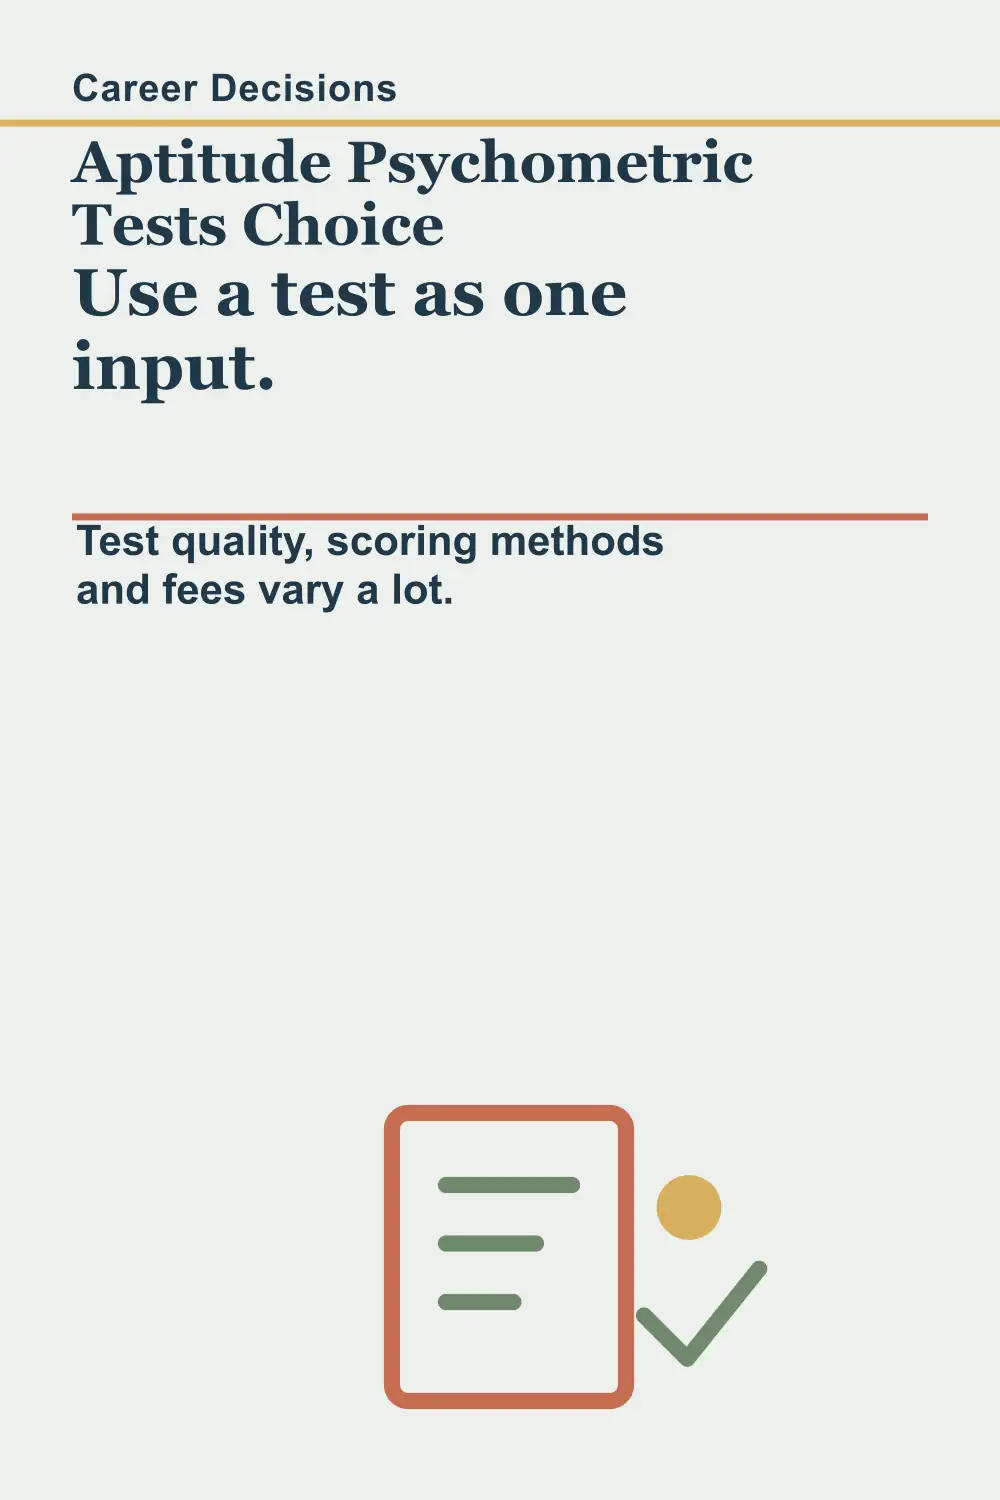 Career Decisions
Aptitude Psychometric
Tests Choice
Use a test as one
input.
Test quality, scoring methods
and fees vary a lot.